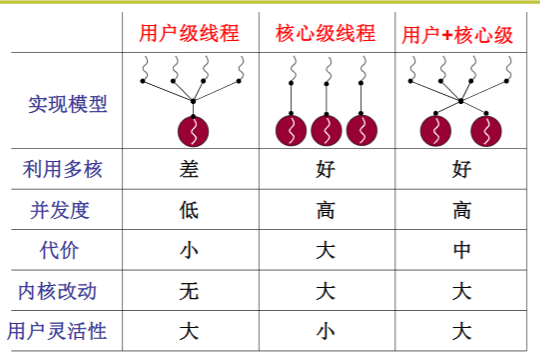 用户级线程 核心级线程 用户+核心级
实现模型
利用多核 差 好 好
并发度 低 高 高
代价 小 大 中
内核改动 无 大 大
用户灵活性 大 小 大